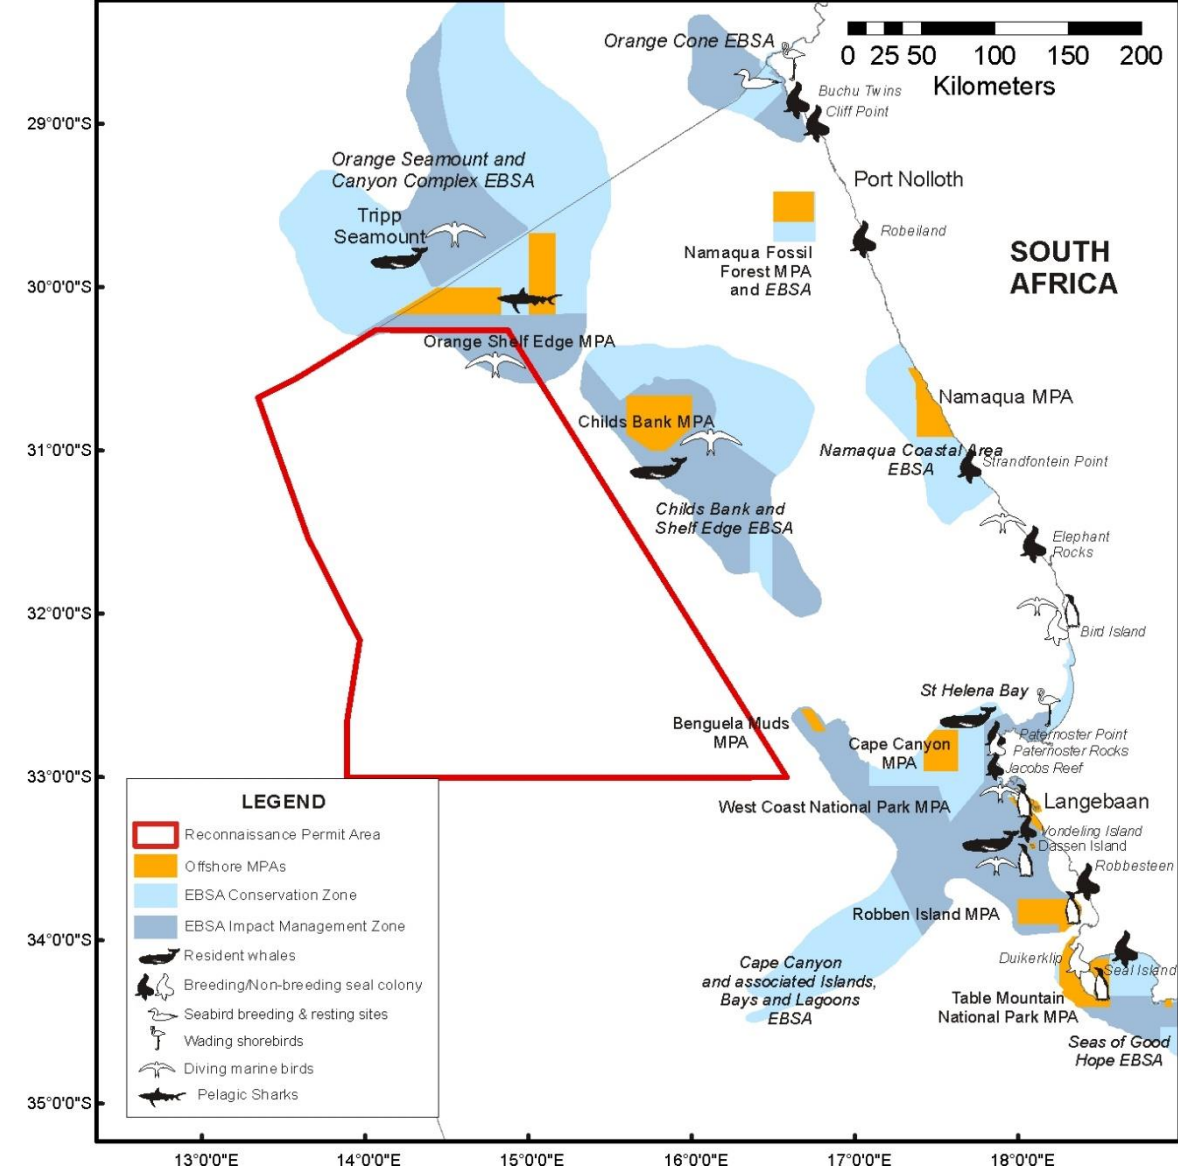 Orange Cone EBSA
0 25 50 100 150 200
Kilometers
Buchu Twins
Cliff Point
29°0'0"S
Orange Seamount and
Canyon Complex EBSA
Port Nolloth
Tripp
Seamount
Robeiland
Namaqua Fossil
Forest MPA
and EBSA
SOUTH
AFRICA
30°0'0"S
Orange Shelf Edge MPA
Namaqua MPA
Childs Bank MPA
31°0'0"S
Namaqua Coastal Area
EBSA
Strandfontein Point
Childs Bank and
Shelf Edge EBSA
Elephant
Rocks
32°0'0"S
Bird Island
St Helena Bay
Benguela Muds
MPA
Cape Canyon
MPA
Paternoster Point
Paternoster Rocks
Jacobs Reef
33°0'0"S
West Coast National Park MPA
Langebaan
Vondeling Island
Dassen Island
Robbesteen
Robben Island MPA
34°0'0"S
Duikerklip
Seal Island
Cape Canyon
and associated Islands,
Bays and Lagoons
EBSA
Table Mountain
National Park MPA
Seas of Good
Hope EBSA
35°0'0"S
LEGEND
Reconnaissance Permit Area
Offshore MPAs
EBSA Conservation Zone
EBSA Impact Management Zone
Resident whales
Breeding/Non-breeding seal colony
Seabird breeding & resting sites
Wading shorebirds
Diving marine birds
Pelagic Sharks
13°0'0"E 14°0'0"E 15°0'0"E 16°0'0"E 17°0'0"E 18°0'0"E